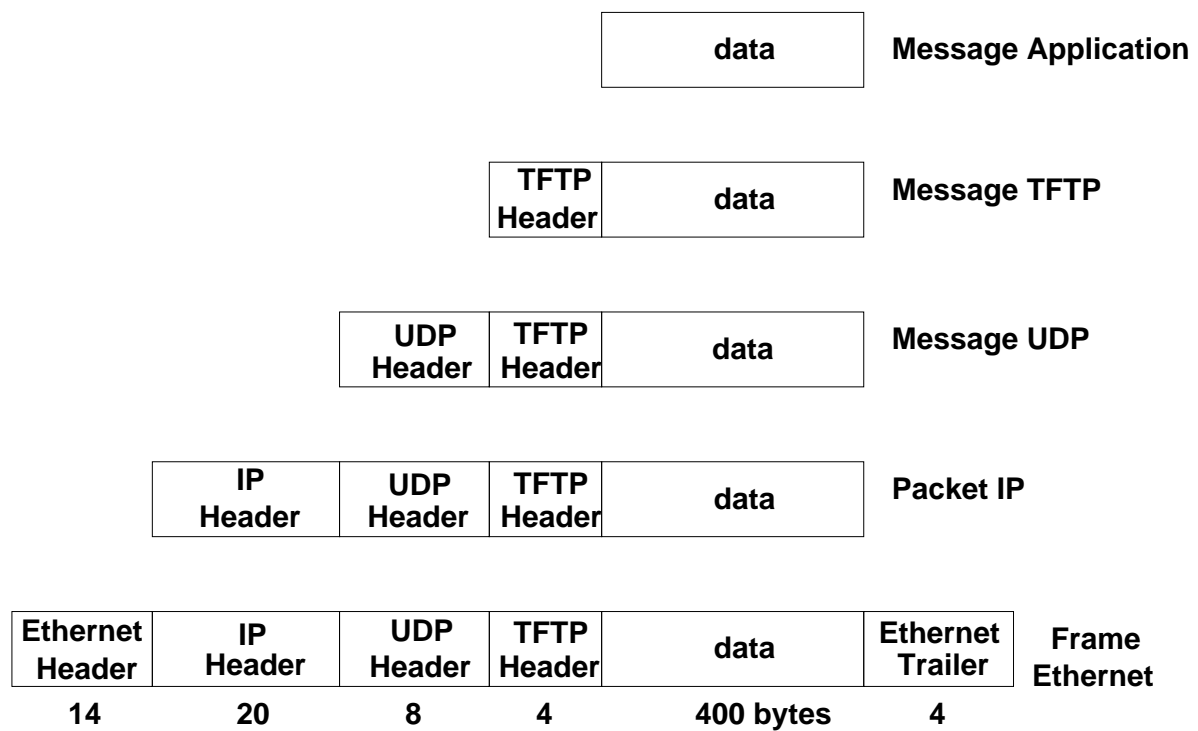 data
Message Application
TFTP
Header
data
Message TFTP
UDP
Header
TFTP
Header
data
Message UDP
IP
Header
UDP
Header
TFTP
Header
data
Packet IP
Ethernet
Header
IP
Header
UDP
Header
TFTP
Header
data
Ethernet
Trailer
Frame
Ethernet
14
20
8
4
400 bytes
4